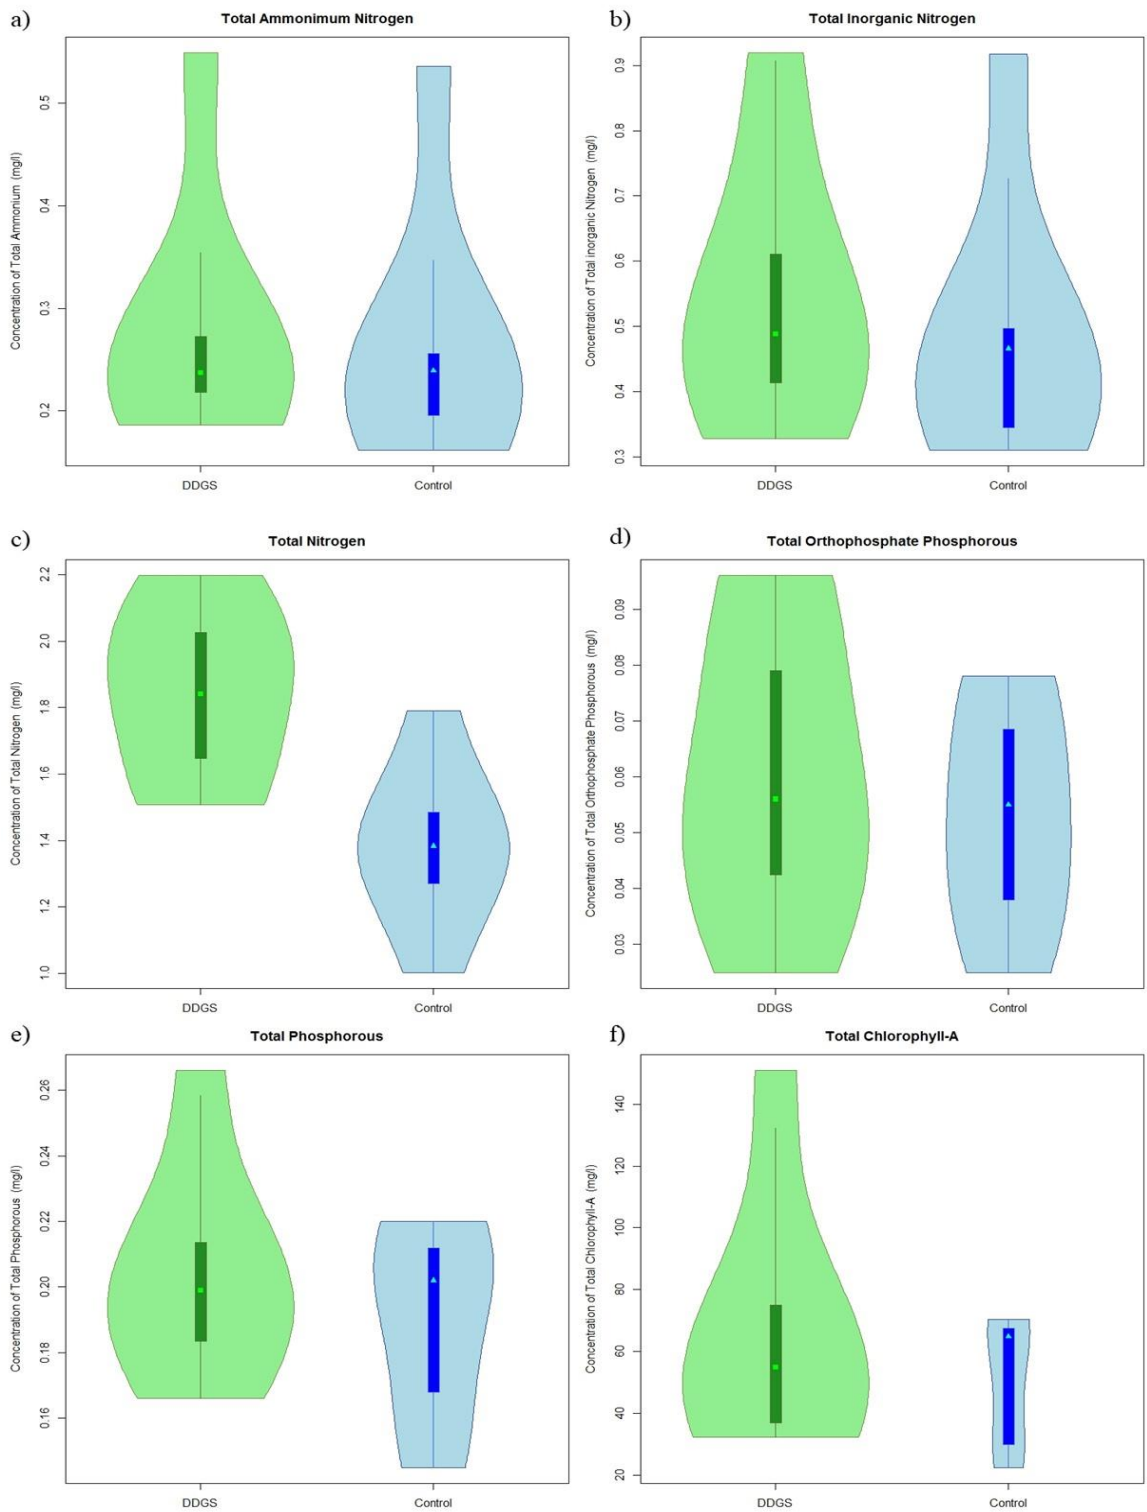 a)
Total Ammonimum Nitrogen
Concentration of Total Ammonium (mg/l)
0.5
0.4
0.3
0.2
DDGS
Control
b)
Total Inorganic Nitrogen
Concentration of Total inorganic Nitrogen (mg/l)
0.9
0.8
0.7
0.6
0.5
0.4
0.3
DDGS
Control
c)
Total Nitrogen
Concentration of Total Nitrogen (mg/l)
2.2
2.0
1.8
1.6
1.4
1.2
1.0
DDGS
Control
d)
Total Orthophosphate Phosphorous
Concentration of Total Orthophosphate Phosphorous (mg/l)
0.09
0.08
0.07
0.06
0.05
0.04
0.03
DDGS
Control
e)
Total Phosphorous
Concentration of Total Phosphorous (mg/l)
0.26
0.24
0.22
0.20
0.18
0.16
DDGS
Control
f)
Total Chlorophyll-A
Concentration of Total Chlorophyll-A (mg/l)
140
120
100
80
60
40
20
DDGS
Control